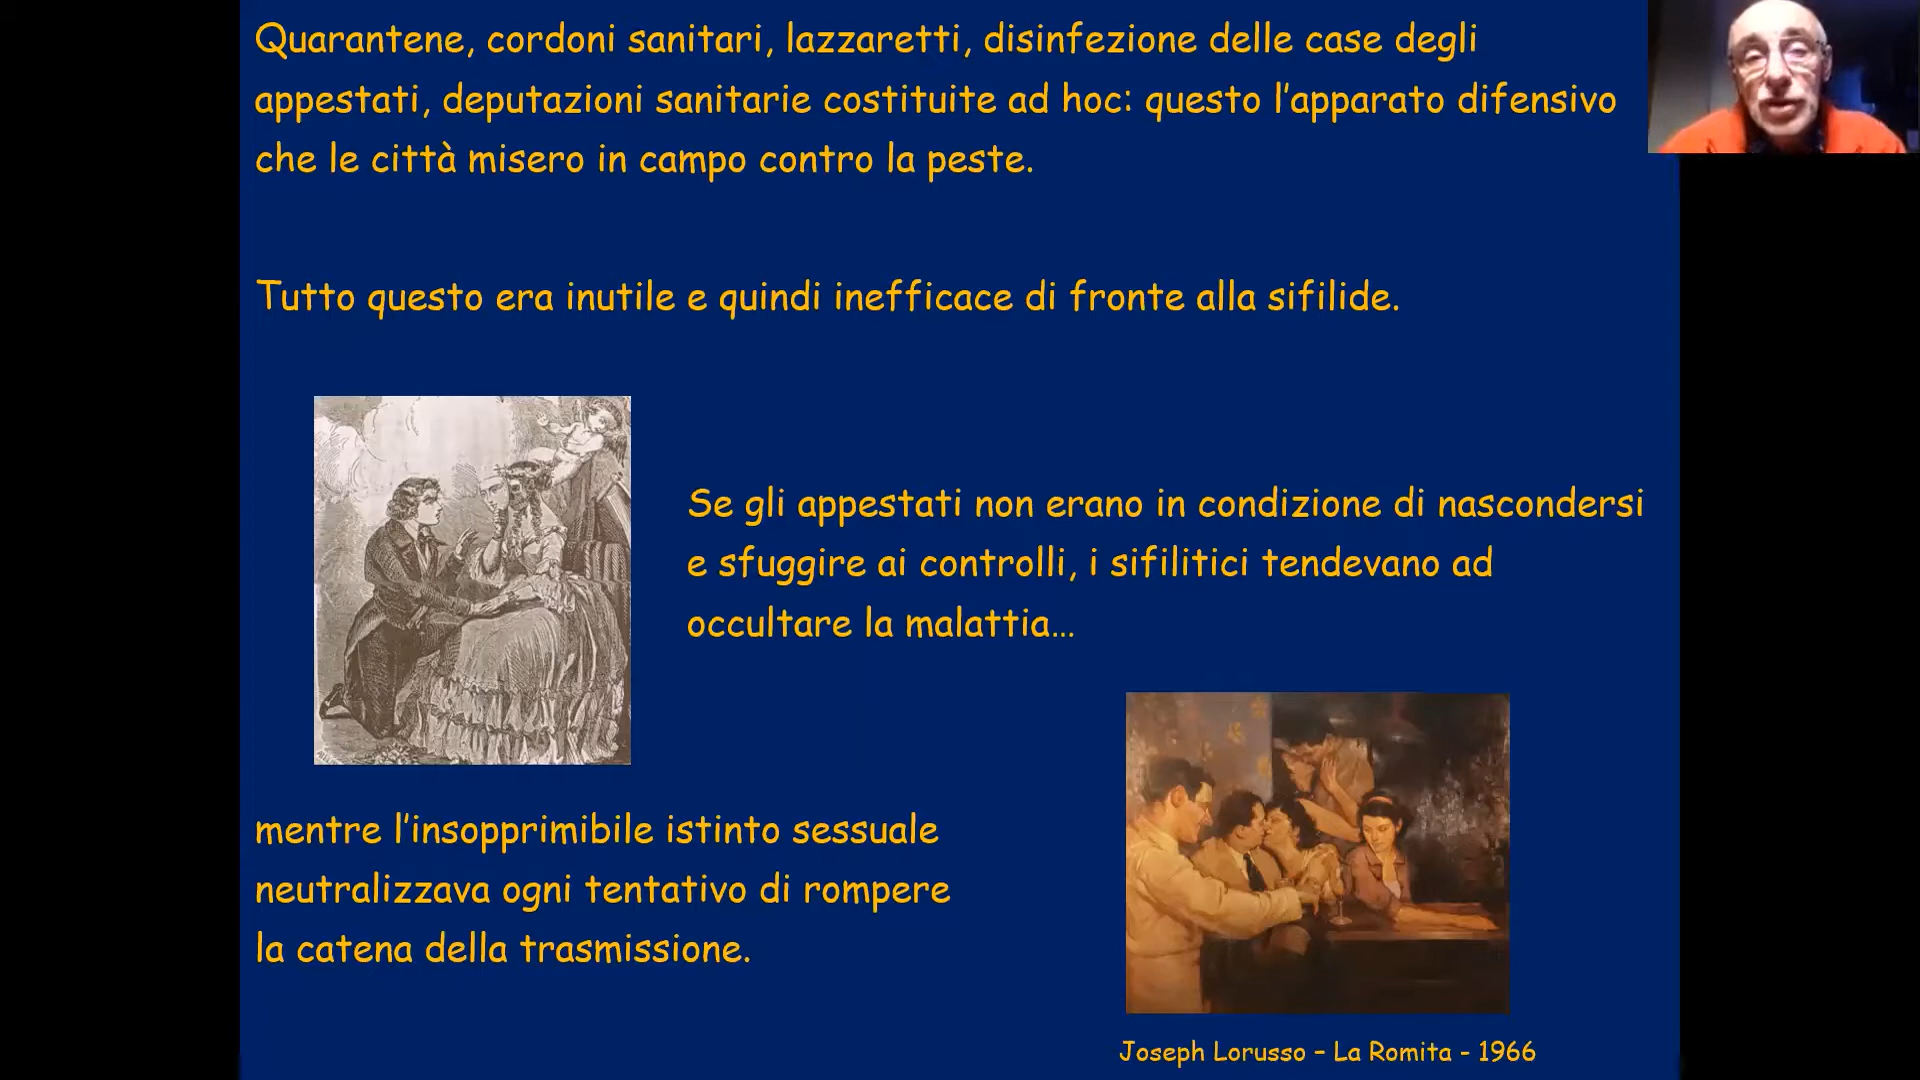 Quarantene, cordoni sanitari, lazzaretti, disinfezione delle case degli
appestati, deputazioni sanitarie costituite ad hoc: questo l'apparato difensivo
che le città misero in campo contro la peste.
Tutto questo era inutile e quindi inefficace di fronte alla sifilide.
Se gli appestati non erano in condizione di nascondersi
e sfuggire ai controlli, i sifilitici tendevano ad
occultare la malattia…
mentre l'insopprimibile istinto sessuale
neutralizzava ogni tentativo di rompere
la catena della trasmissione.
Joseph Lorusso – La Romita - 1966